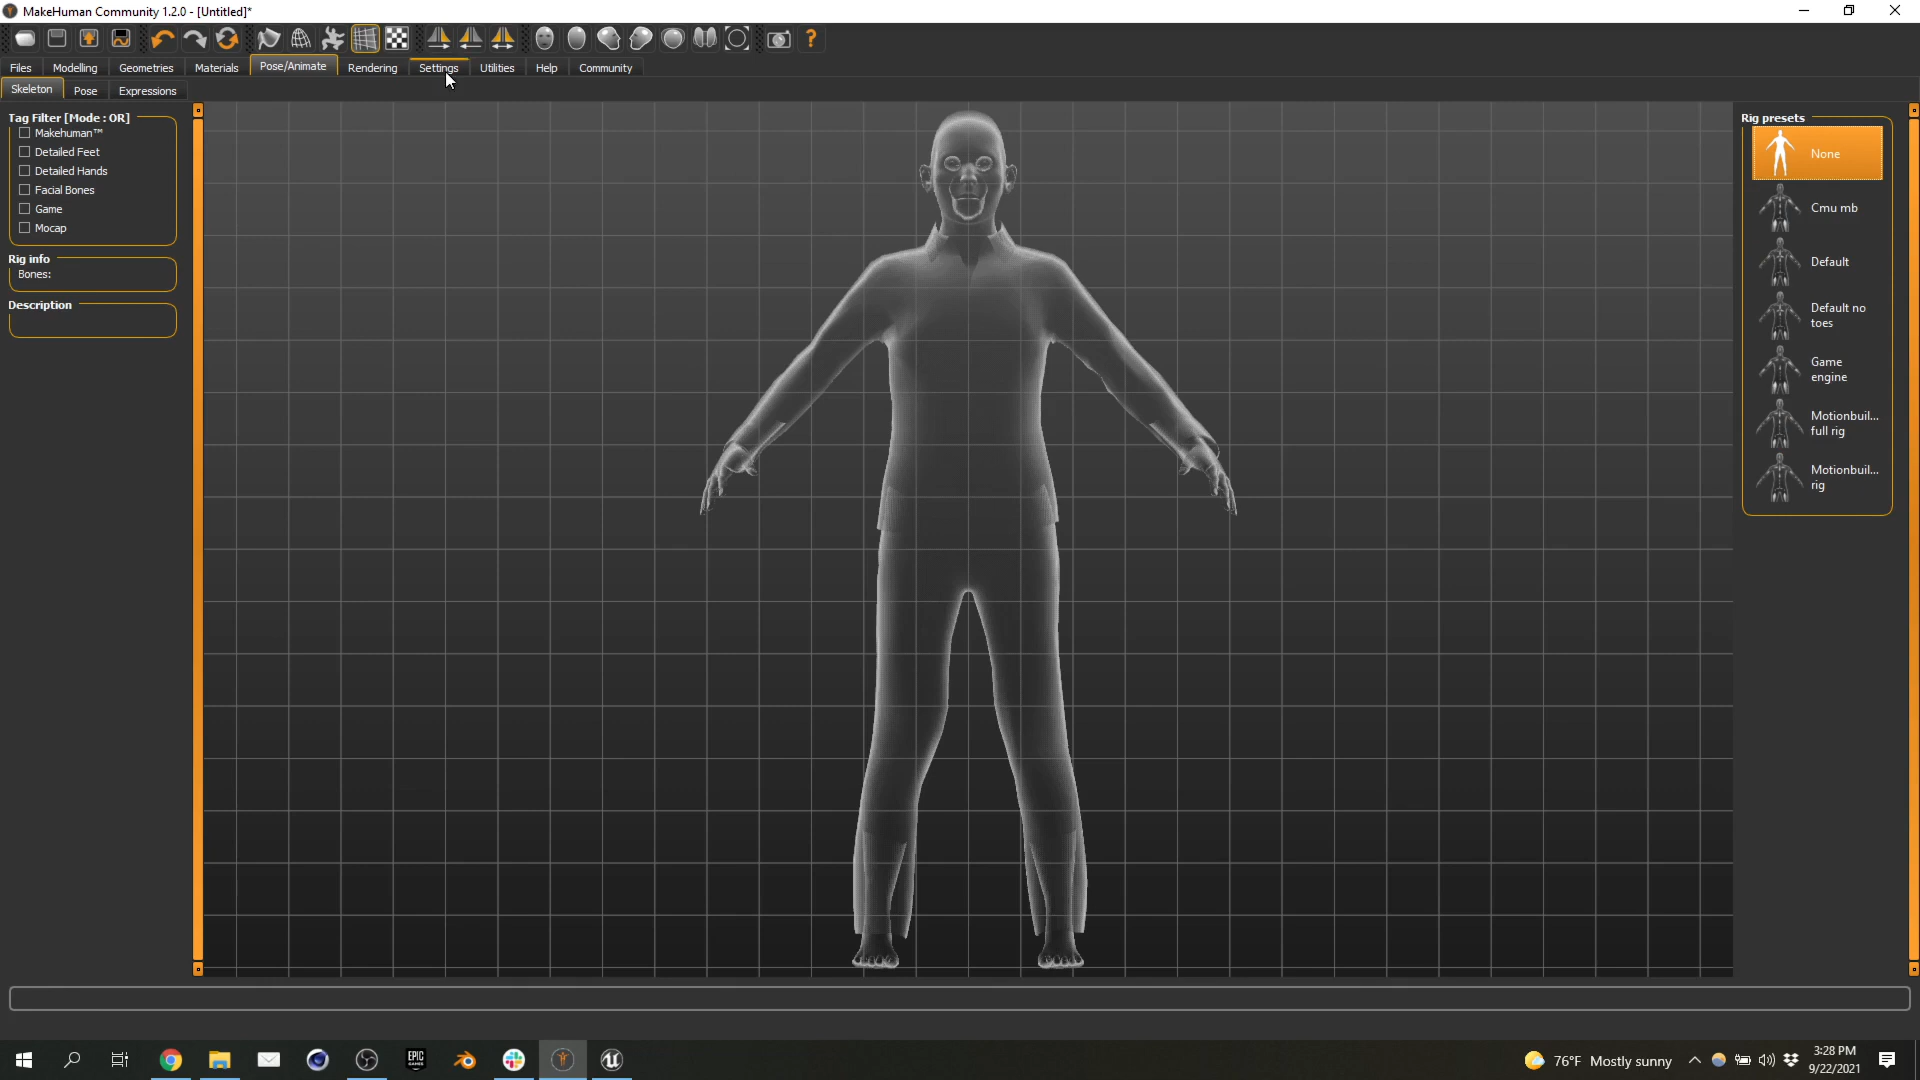 MakeHuman Community 1.2.0 - [Untitled]*
Files Modelling Geometries Materials Pose/Animate Rendering Settings Utilities Help Community
Skeleton Pose Expressions
Tag Filter [Mode : OR]
Makehuman™
Detailed Feet
Detailed Hands
Facial Bones
Game
Mocap
Rig info
Bones:
Description
Rig presets
None
Cmu mb
Default
Default no
toes
Game
engine
Motionbuil...
full rig
Motionbuil...
rig
EPIC
GAMES
76°F Mostly sunny
3:28 PM
9/22/2021